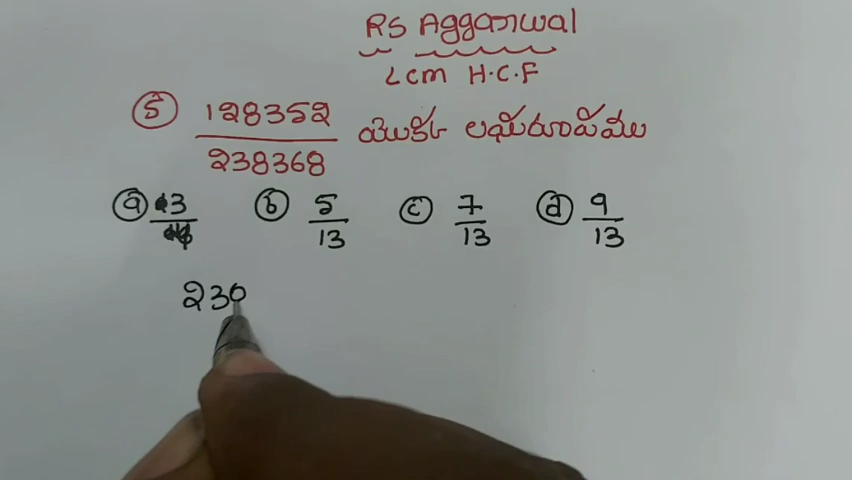 RS Aggarwal
Lcm H.C.F
5 128352 యొక్క లఘురూపము
238368
a 3 b 5 c 7 d 9
13 13 13
230